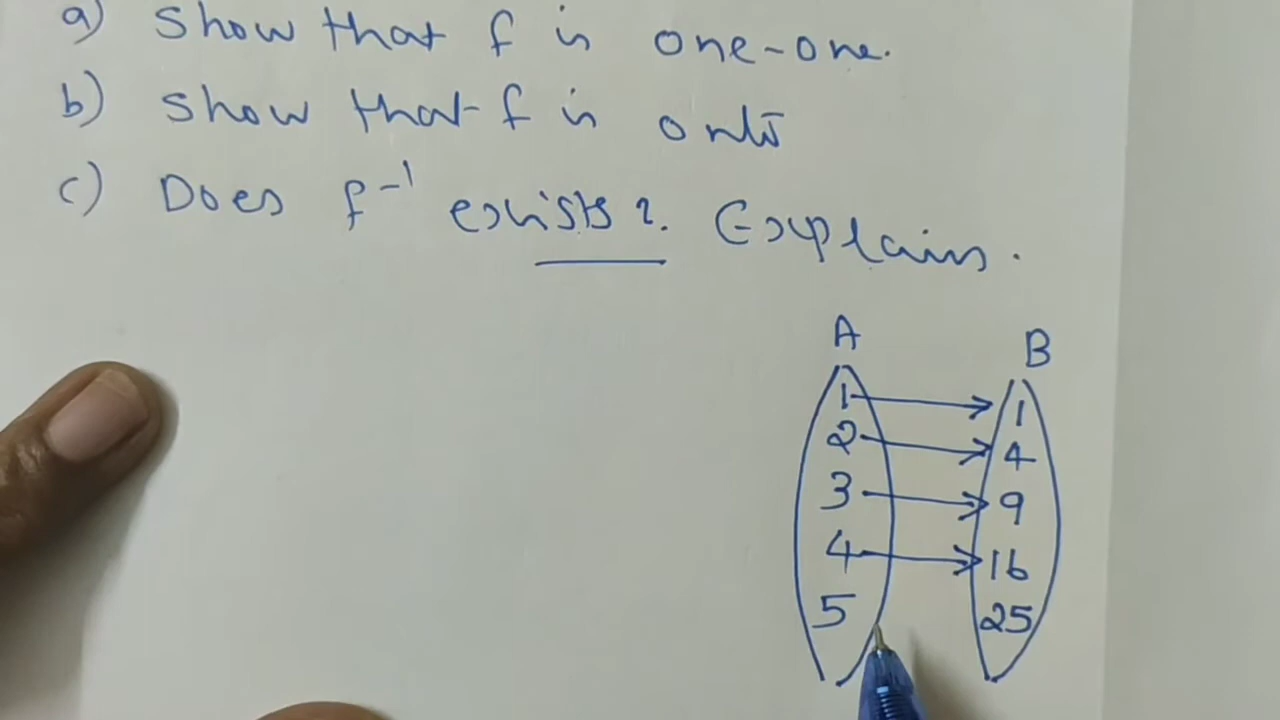 a) Show that f is one-one.
b) Show that f is onto
c) Does f⁻¹ exists ?. Explain.
A B
1 1
2 4
3 9
4 16
5 25